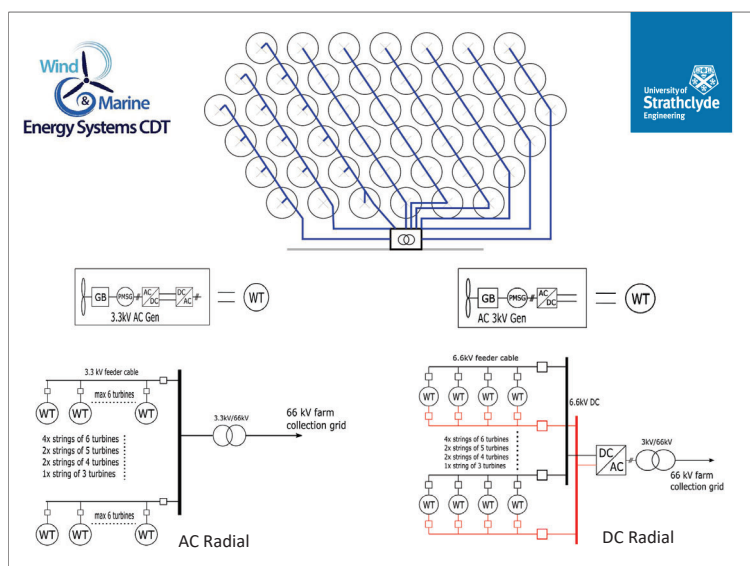 Wind
& Marine
Energy Systems CDT
University of
Strathclyde
Engineering
GB
PMSG
AC
DC
DC
AC
3.3kV AC Gen
WT
GB
PMSG
AC
DC
AC 3kV Gen
WT
3.3 kV feeder cable
max 6 turbines
WT WT WT
4x strings of 6 turbines
2x strings of 5 turbines
2x strings of 4 turbines
1x string of 3 turbines
max 6 turbines
WT WT WT
3.3kV/66kV
66 kV farm
collection grid
AC Radial
6.6kV feeder cable
WT WT WT WT
6.6kV DC
4x strings of 6 turbines
2x strings of 5 turbines
2x strings of 4 turbines
1x string of 3 turbines
WT WT WT WT
DC
AC
3kV/66kV
66 kV farm
collection grid
DC Radial